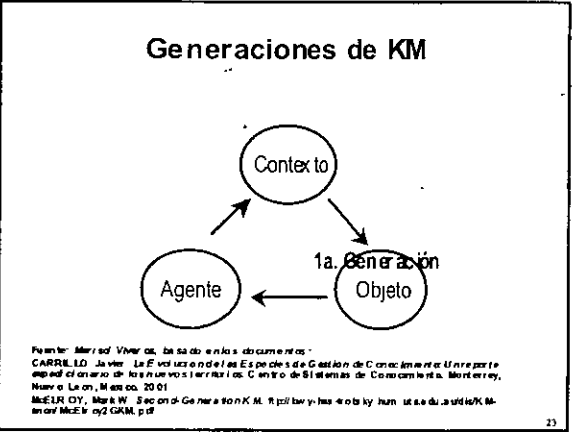 Generaciones de KM
Contexto
1a. Generación
Agente
Objeto
Fuente: Marisol Viveros, basado en los documentos:
CARRILLO Javier. La Evolucion de las Especies de Gestión de Conocimiento: Un reporte
expedicionario de los nuevos territorios. Centro de Sistemas de Conocimiento. Monterrey,
Nuevo Leon, Mexico. 2001
McELROY, Mark W. Second-Generation KM.
23